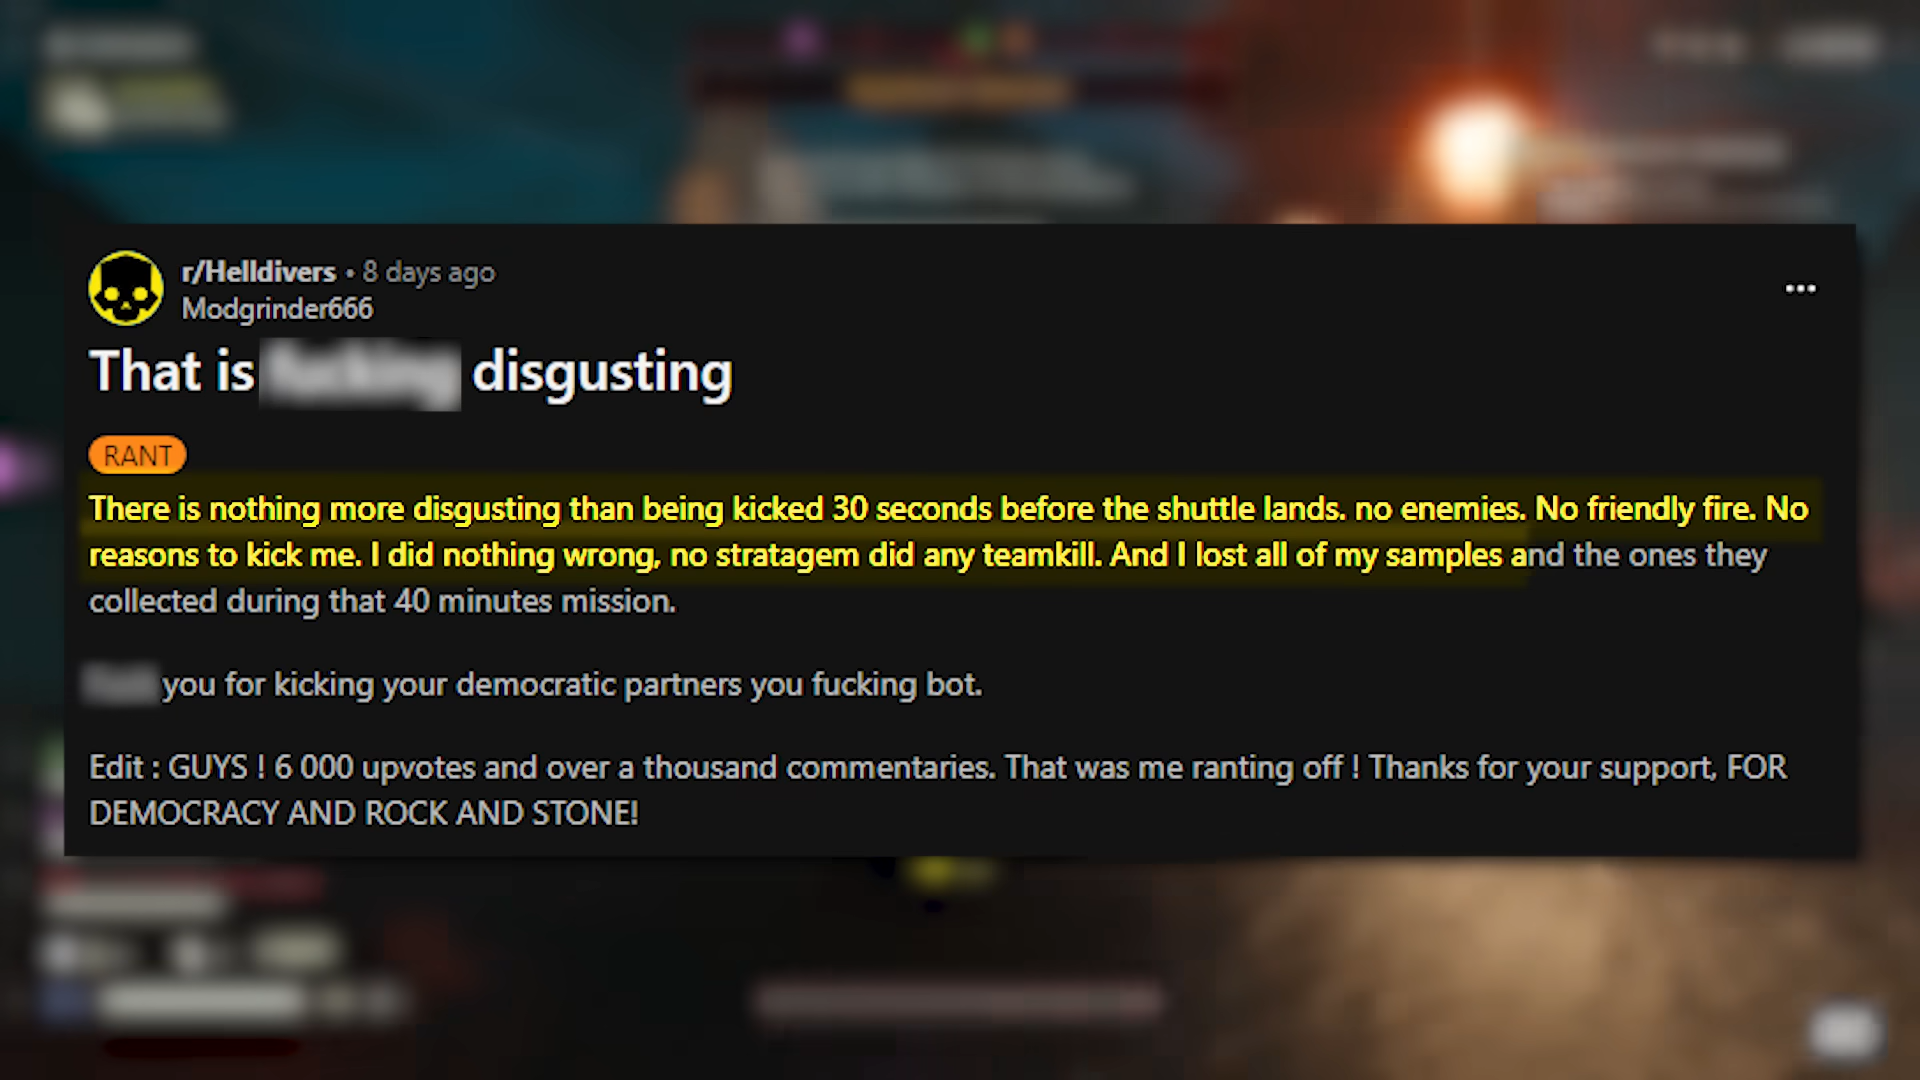 r/Helldivers • 8 days ago
Modgrinder666
That is fucking disgusting
RANT
There is nothing more disgusting than being kicked 30 seconds before the shuttle lands. no enemies. No friendly fire. No
reasons to kick me. I did nothing wrong, no stratagem did any teamkill. And I lost all of my samples and the ones they
collected during that 40 minutes mission.
you for kicking your democratic partners you fucking bot.
Edit : GUYS ! 6 000 upvotes and over a thousand commentaries. That was me ranting off ! Thanks for your support, FOR
DEMOCRACY AND ROCK AND STONE!